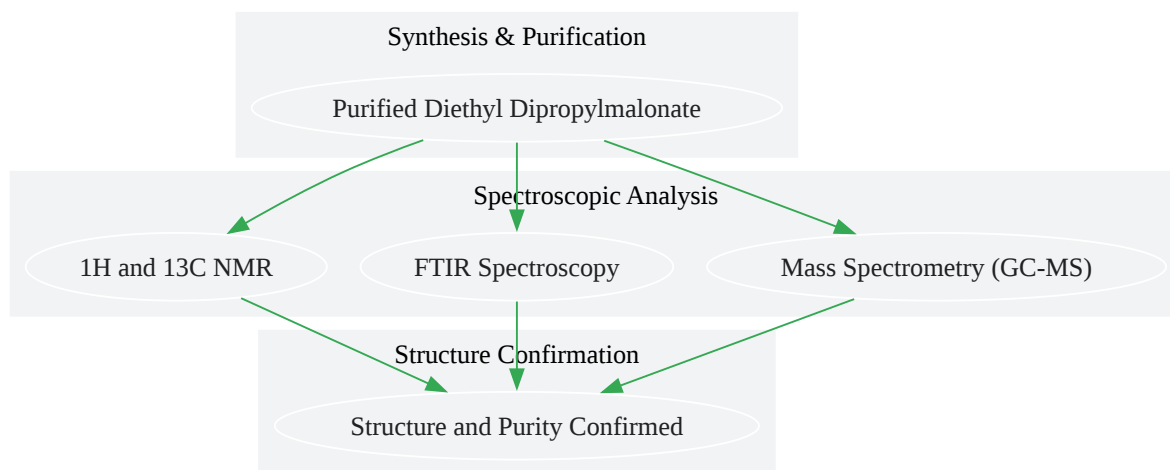 Synthesis & Purification
Purified Diethyl Dipropylmalonate
Spectroscopic Analysis
1H and 13C NMR
FTIR Spectroscopy
Mass Spectrometry (GC-MS)
Structure Confirmation
Structure and Purity Confirmed